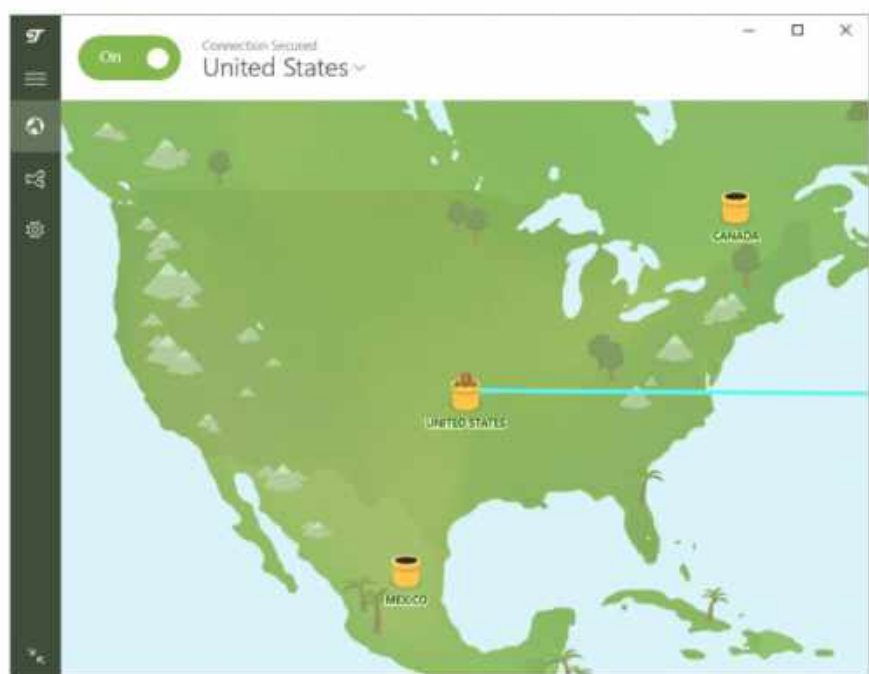 On
Connection Secured
United States
CANADA
UNITED STATES
MEXICO